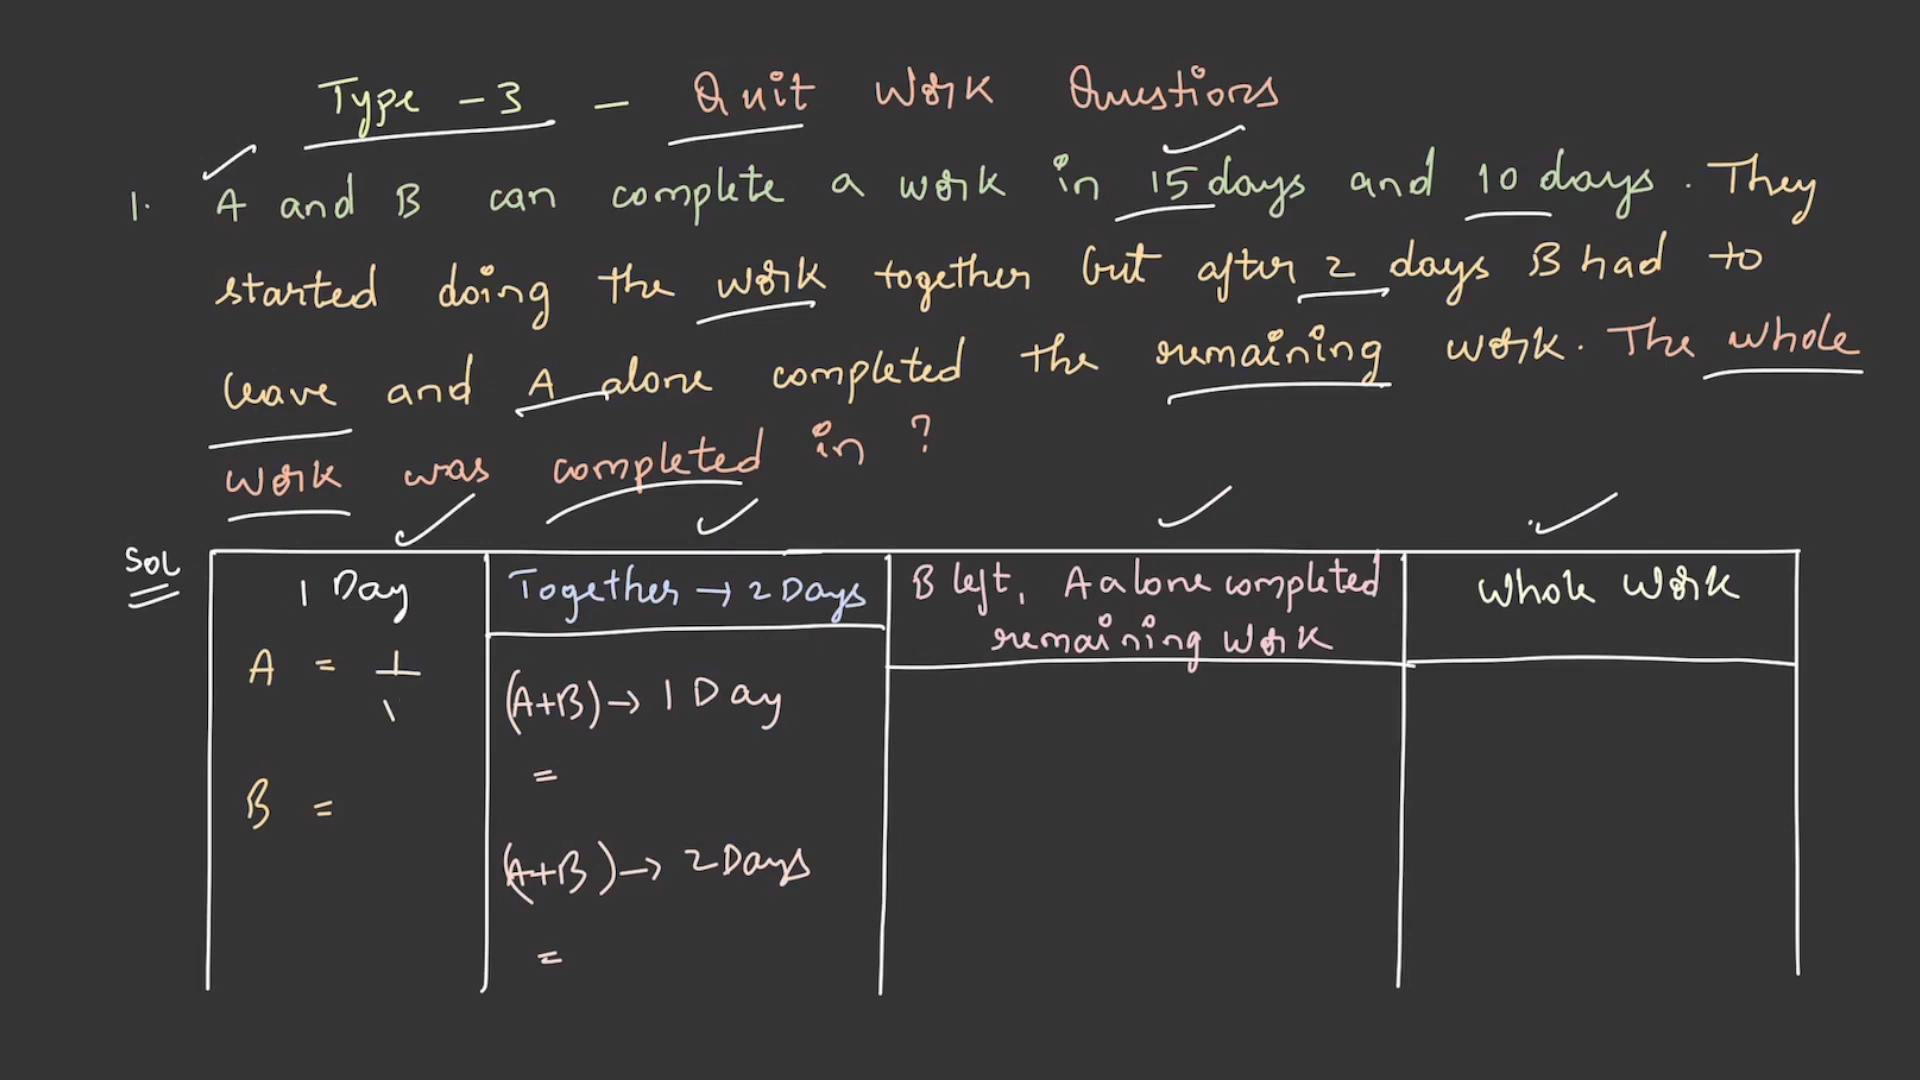 Type - 3 - Quit Work Questions
1. A and B can complete a work in 15 days and 10 days. They
started doing the work together but after 2 days B had to
leave and A alone completed the remaining work. The whole
work was completed in ?
Sol
1 Day
A = 1/1
B =
Together → 2 Days
(A+B) → 1 Day
=
(A+B) → 2 Days
=
B left, A alone completed
remaining work
Whole Work